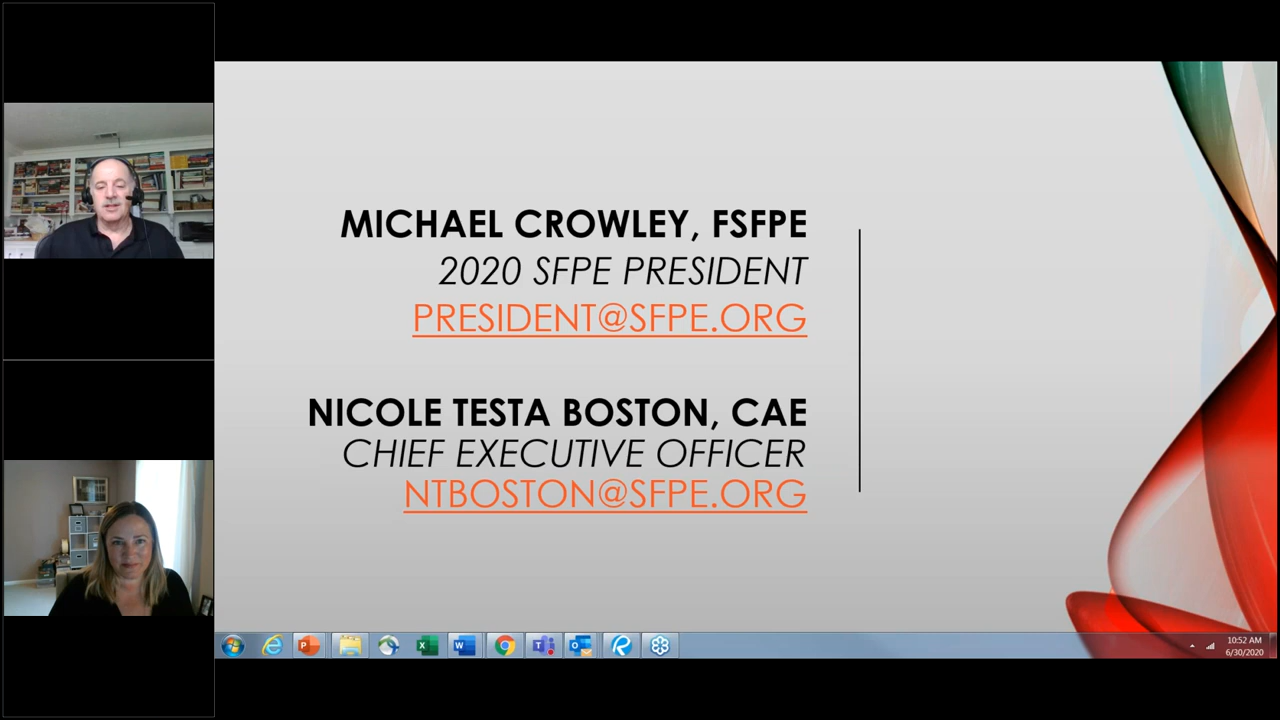 MICHAEL CROWLEY, FSFPE
2020 SFPE PRESIDENT
PRESIDENT@SFPE.ORG
NICOLE TESTA BOSTON, CAE
CHIEF EXECUTIVE OFFICER
NTBOSTON@SFPE.ORG
10:52 AM
6/30/2020